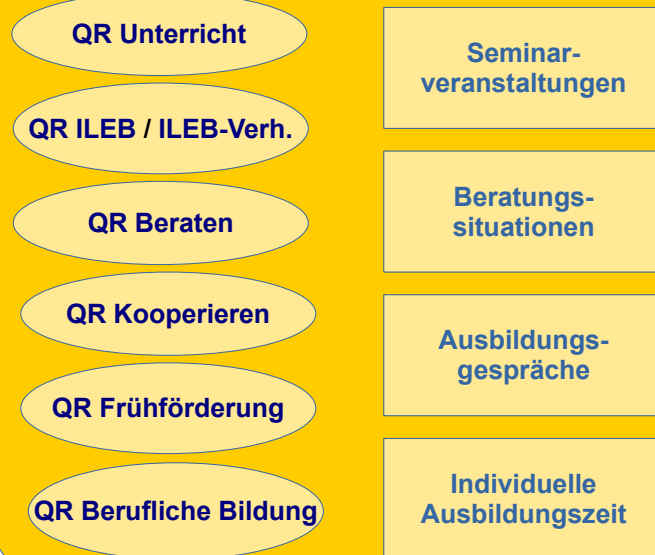 QR Unterricht
QR ILEB / ILEB-Verh.
QR Beraten
QR Kooperieren
QR Frühförderung
QR Berufliche Bildung
Seminar-
veranstaltungen
Beratungs-
situationen
Ausbildungs-
gespräche
Individuelle
Ausbildungszeit